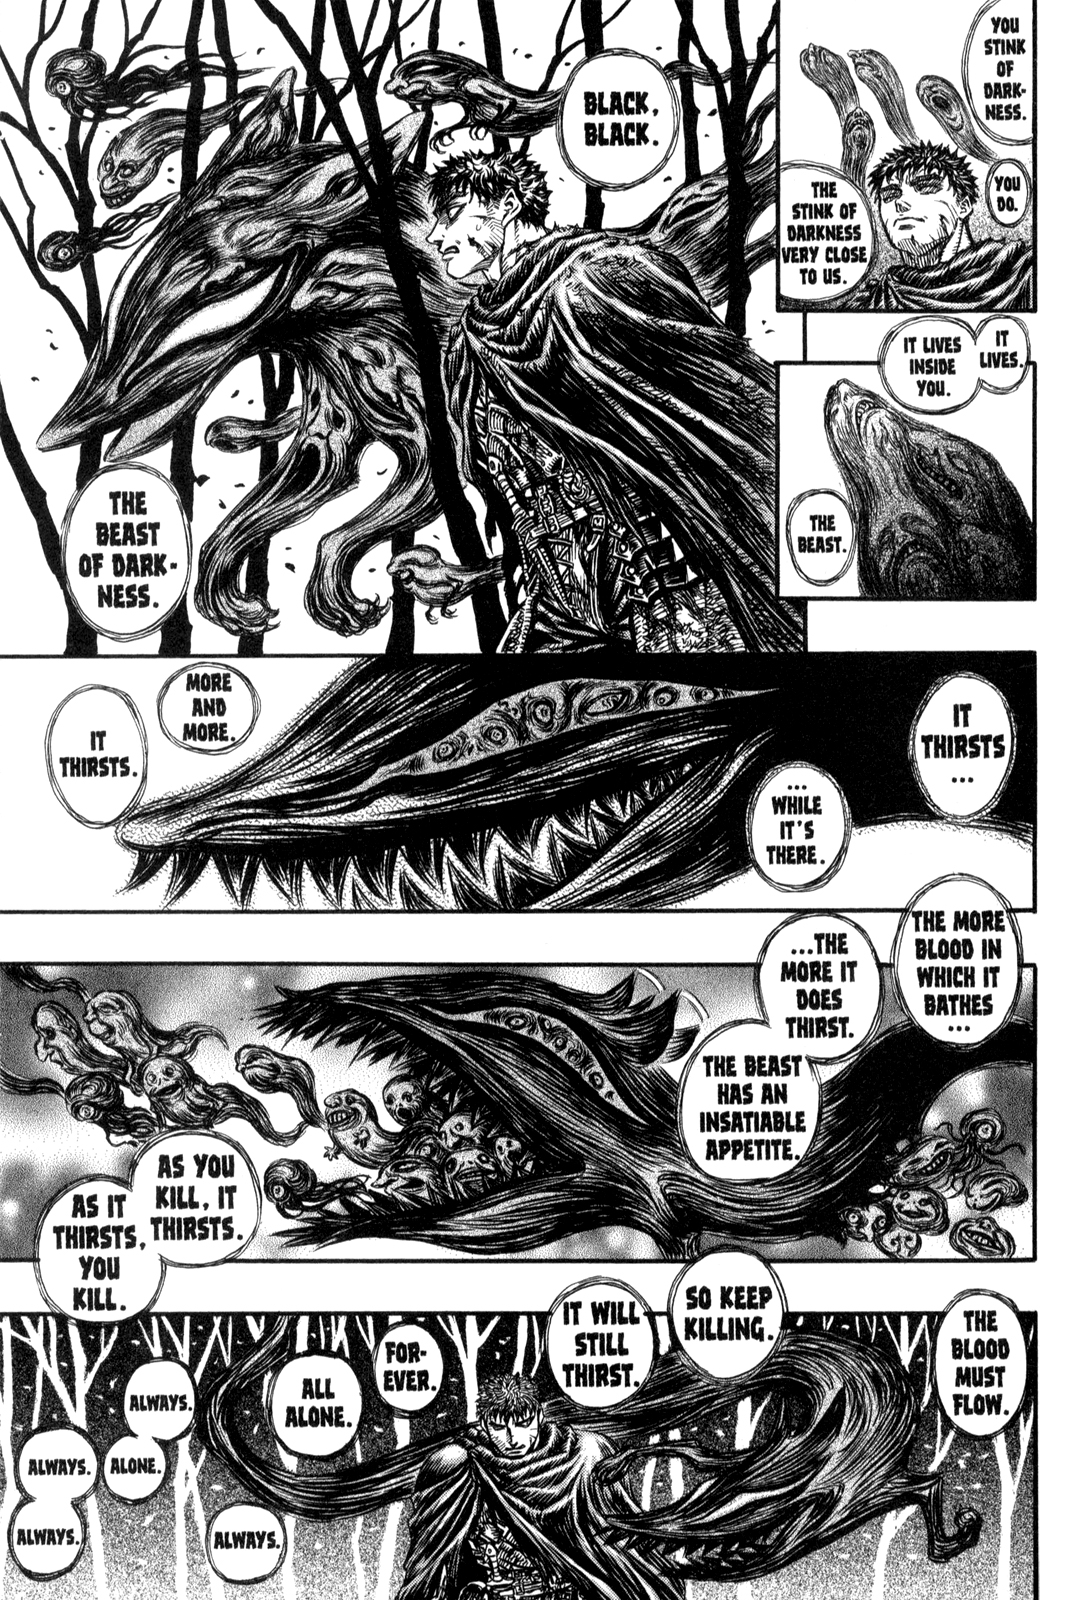 YOU
STINK
OF
DARK-
NESS.
YOU
DO.
THE
STINK OF
DARKNESS
VERY CLOSE
TO US.
IT
LIVES.
IT LIVES
INSIDE
YOU.
THE
BEAST.
BLACK,
BLACK.
THE
BEAST
OF DARK-
NESS.
IT
THIRSTS
...
...
WHILE
IT'S
THERE.
MORE
AND
MORE.
IT
THIRSTS.
THE MORE
BLOOD IN
WHICH IT
BATHES
...
...THE
MORE IT
DOES
THIRST.
THE BEAST
HAS AN
INSATIABLE
APPETITE.
AS YOU
KILL, IT
THIRSTS.
AS IT
THIRSTS,
YOU
KILL.
THE
BLOOD
MUST
FLOW.
SO KEEP
KILLING.
IT WILL
STILL
THIRST.
FOR-
EVER.
ALL
ALONE.
ALWAYS.
ALWAYS.
ALONE.
ALWAYS.
ALWAYS.